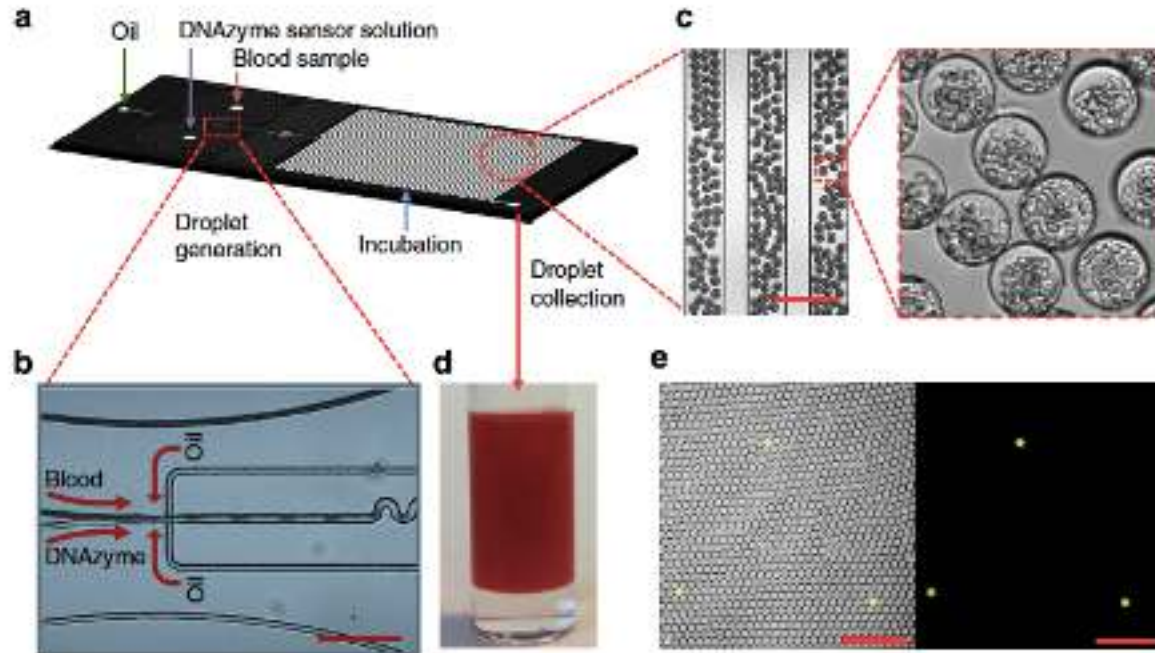 a
Oil
DNAzyme sensor solution
Blood sample
Droplet
generation
Incubation
Droplet
collection
c
b
Oil
Blood
DNAzyme
Oil
d
e